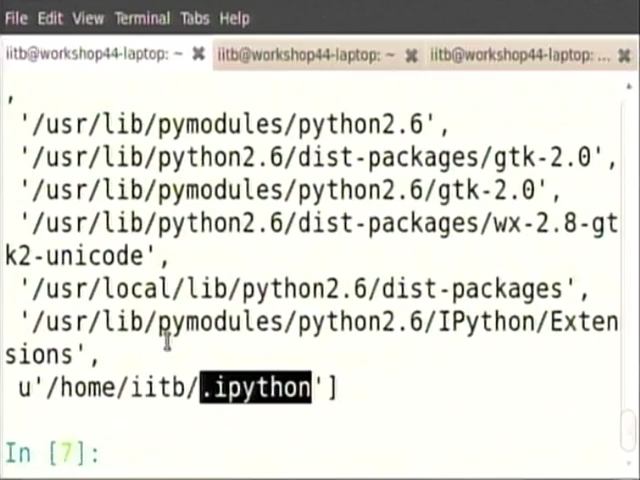 File Edit View Terminal Tabs Help
iitb@workshop44-laptop: ~ ✖ iitb@workshop44-laptop: ~ ✖ iitb@workshop44-laptop: ... ✖
,
'/usr/lib/pymodules/python2.6',
'/usr/lib/python2.6/dist-packages/gtk-2.0',
'/usr/lib/pymodules/python2.6/gtk-2.0',
'/usr/lib/python2.6/dist-packages/wx-2.8-gt
k2-unicode',
'/usr/local/lib/python2.6/dist-packages',
'/usr/lib/pymodules/python2.6/IPython/Exten
sions',
u'/home/iitb/.ipython']
In [7]: